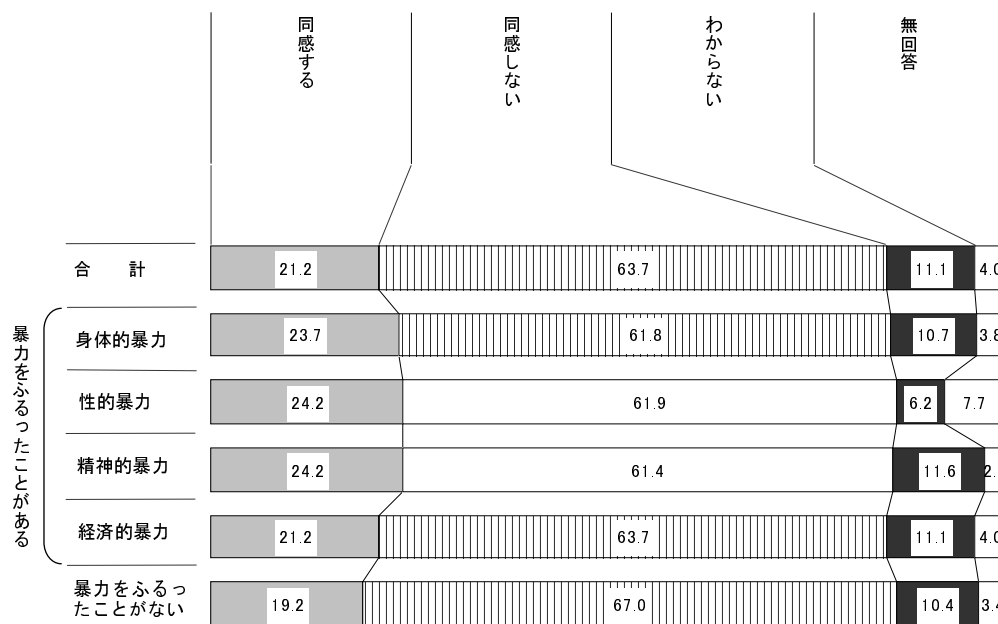 同感する
同感しない
わからない
無回答
合計
21.2
63.7
11.1
4.0
暴力をふるったことがある
身体的暴力
23.7
61.8
10.7
3.8
性的暴力
24.2
61.9
6.2
7.7
精神的暴力
24.2
61.4
11.6
2.
経済的暴力
21.2
63.7
11.1
4.0
暴力をふるっ
たことがない
19.2
67.0
10.4
3.4